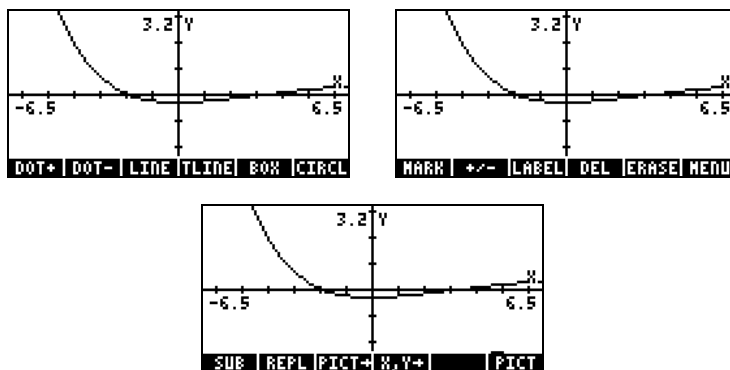 3.2 Y
X
-6.5 6.5
DOT+ DOT- LINE TLINE BOX CIRCL
3.2 Y
X
-6.5 6.5
MARK +/- LABEL DEL ERASE MENU
3.2 Y
X
-6.5 6.5
SUB REPL PICT→ X,Y→ PICT